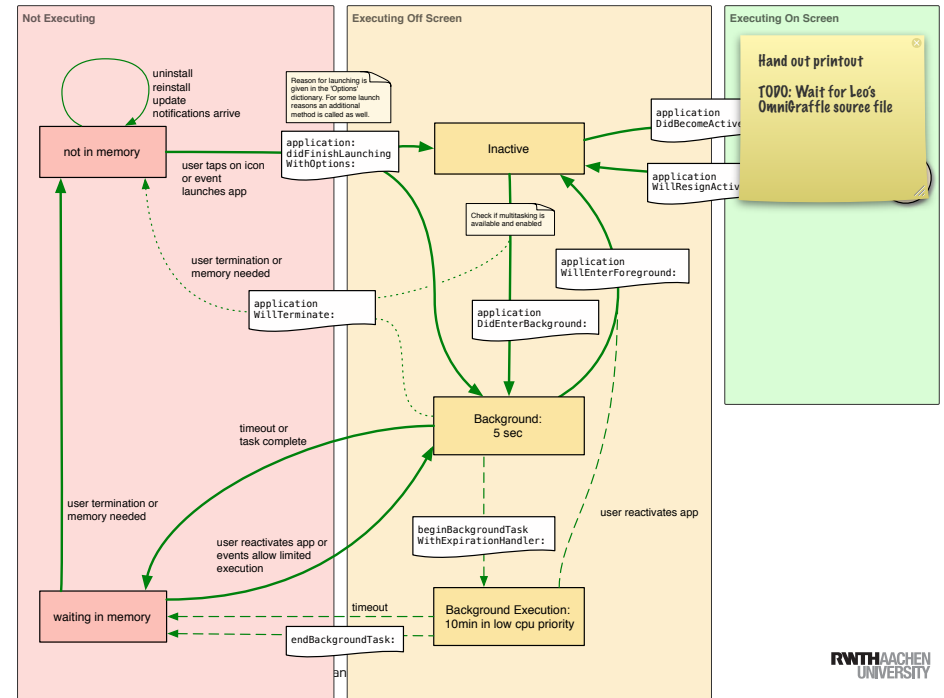 Not Executing
Executing Off Screen
Executing On Screen
uninstall
reinstall
update
notifications arrive
Reason for launching is
given in the 'Options'
dictionary. For some launch
reasons an additional
method is called as well.
Hand out printout
TODO: Wait for Leo's
OmniGraffle source file
not in memory
application:
didFinishLaunching
WithOptions:
Inactive
application
DidBecomeActive
user taps on icon
or event
launches app
application
WillResignActiv
Check if multitasking is
available and enabled
user termination or
memory needed
application
WillEnterForeground:
application
WillTerminate:
application
DidEnterBackground:
Background:
5 sec
timeout or
task complete
user termination or
memory needed
user reactivates app
beginBackgroundTask
WithExpirationHandler:
user reactivates app or
events allow limited
execution
waiting in memory
timeout
Background Execution:
10min in low cpu priority
endBackgroundTask:
an
RWTHAACHEN
UNIVERSITY